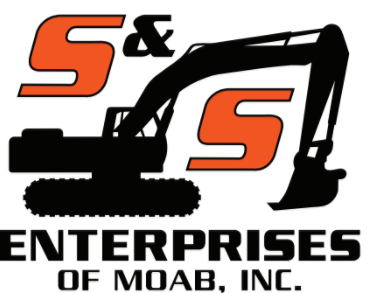 S & S
ENTERPRISES
OF MOAB, INC.